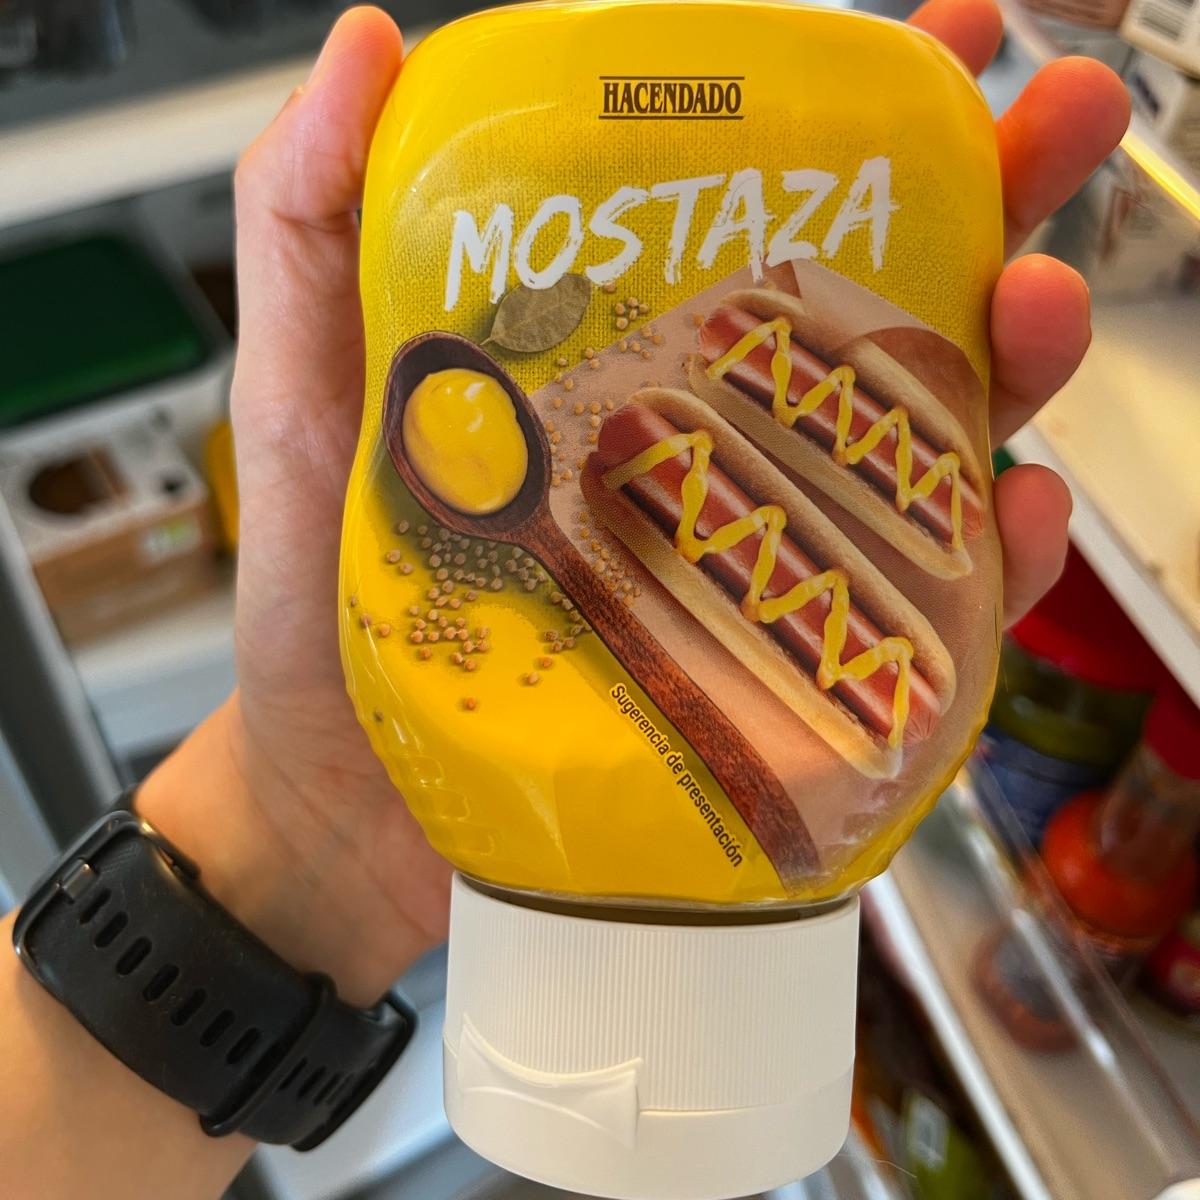 HACENDADO
MOSTAZA
Sugerencia de presentación